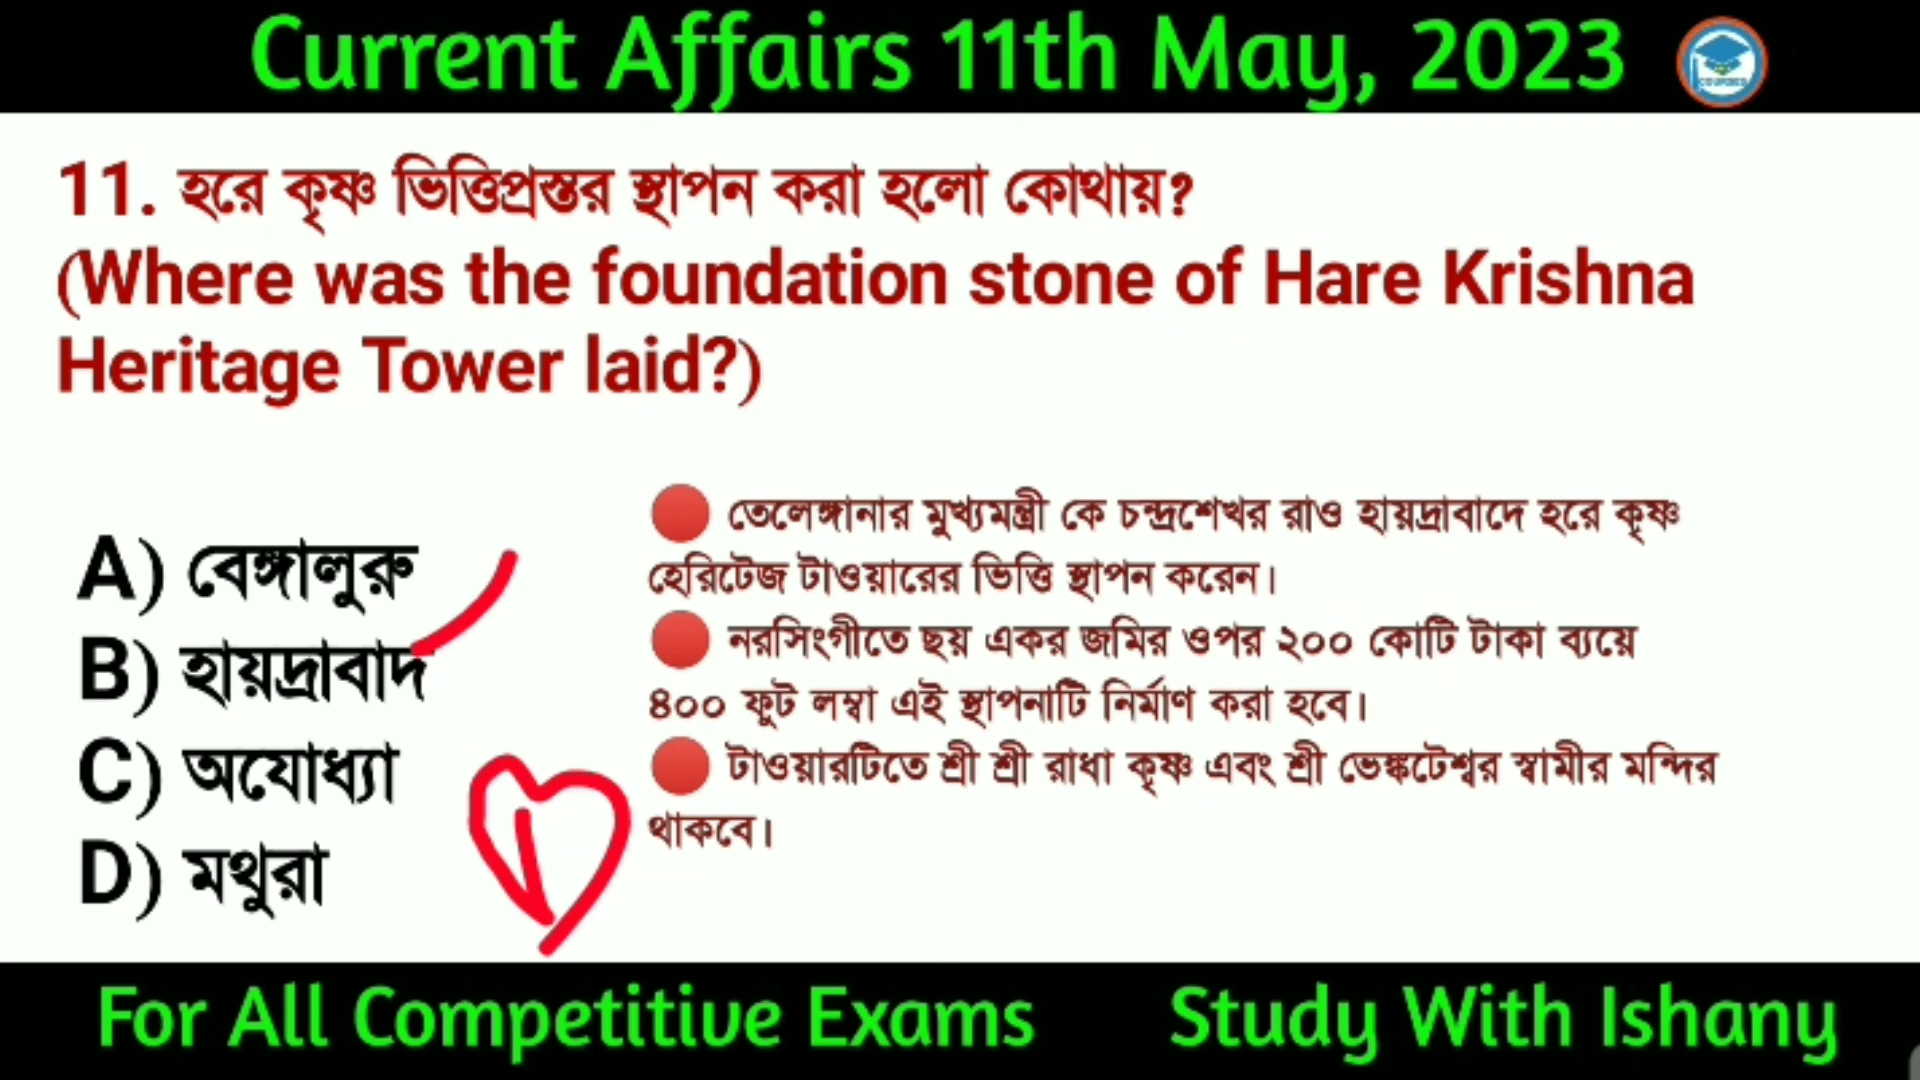 Current Affairs 11th May, 2023
11. হরে কৃষ্ণ ভিত্তিপ্রস্তর স্থাপন করা হলো কোথায়?
(Where was the foundation stone of Hare Krishna
Heritage Tower laid?)
A) বেঙ্গালুরু
B) হায়দ্রাবাদ
C) অযোধ্যা
D) মথুরা
তেলেঙ্গানার মুখ্যমন্ত্রী কে চন্দ্রশেখর রাও হায়দ্রাবাদে হরে কৃষ্ণ
হেরিটেজ টাওয়ারের ভিত্তি স্থাপন করেন।
নরসিংগীতে ছয় একর জমির ওপর ২০০ কোটি টাকা ব্যয়ে
৪০০ ফুট লম্বা এই স্থাপনাটি নির্মাণ করা হবে।
টাওয়ারটিতে শ্রী শ্রী রাধা কৃষ্ণ এবং শ্রী ভেঙ্কটেশ্বর স্বামীর মন্দির
থাকবে।
For All Competitive Exams Study With Ishany